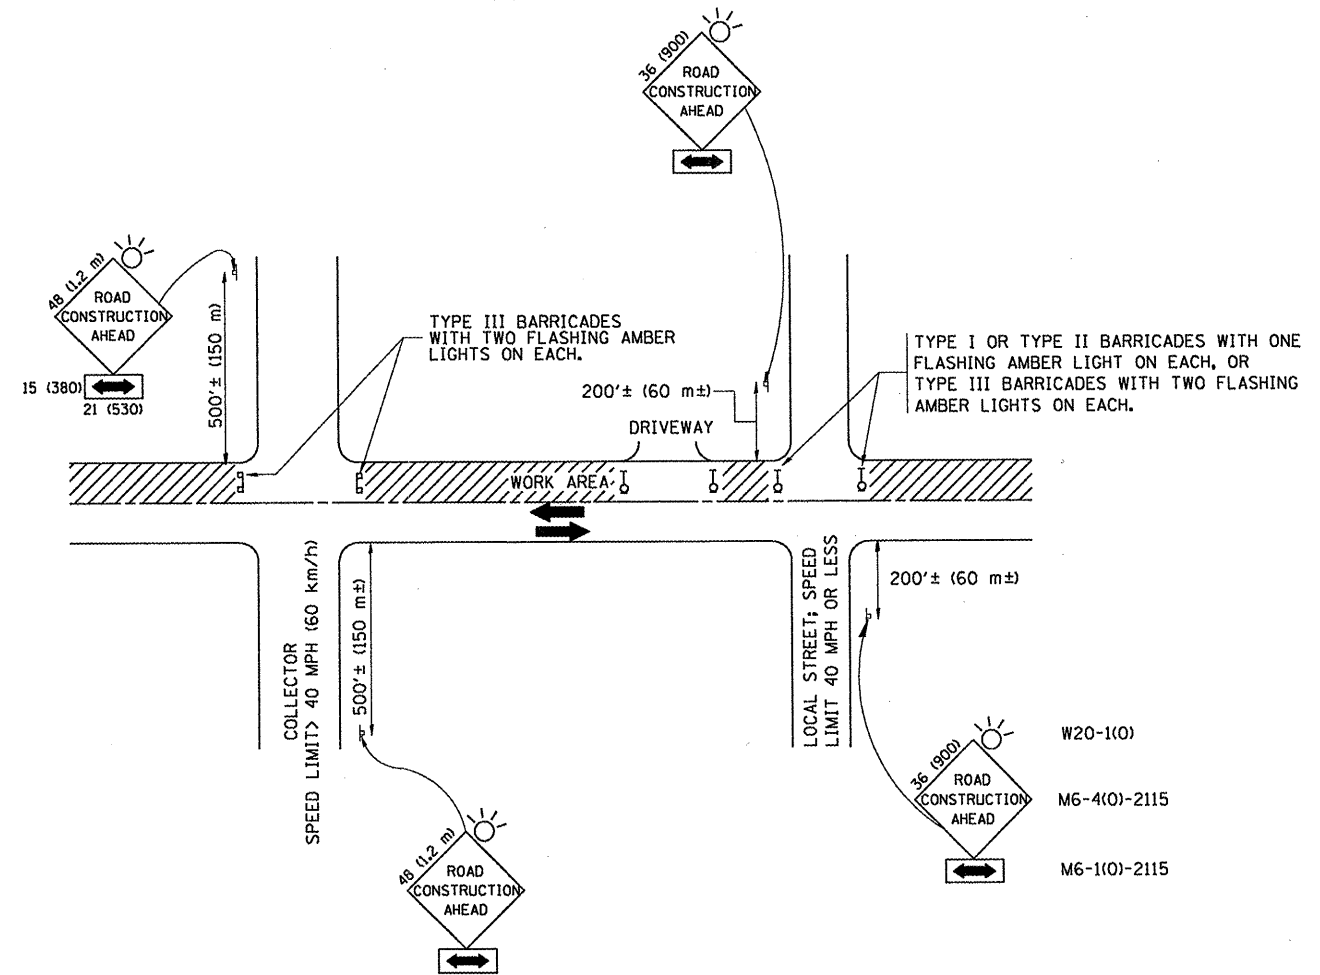 36 (900)
ROAD
CONSTRUCTION
AHEAD
48 (1.2 m)
ROAD
CONSTRUCTION
AHEAD
15 (380)
21 (530)
500'± (150 m)
TYPE III BARRICADES
WITH TWO FLASHING AMBER
LIGHTS ON EACH.
200'± (60 m±)
DRIVEWAY
TYPE I OR TYPE II BARRICADES WITH ONE
FLASHING AMBER LIGHT ON EACH, OR
TYPE III BARRICADES WITH TWO FLASHING
AMBER LIGHTS ON EACH.
WORK AREA
COLLECTOR
SPEED LIMIT> 40 MPH (60 km/h)
500'± (150 m±)
LOCAL STREET; SPEED
LIMIT 40 MPH OR LESS
200'± (60 m±)
48 (1.2 m)
ROAD
CONSTRUCTION
AHEAD
36 (900)
ROAD
CONSTRUCTION
AHEAD
W20-1(O)
M6-4(O)-2115
M6-1(O)-2115